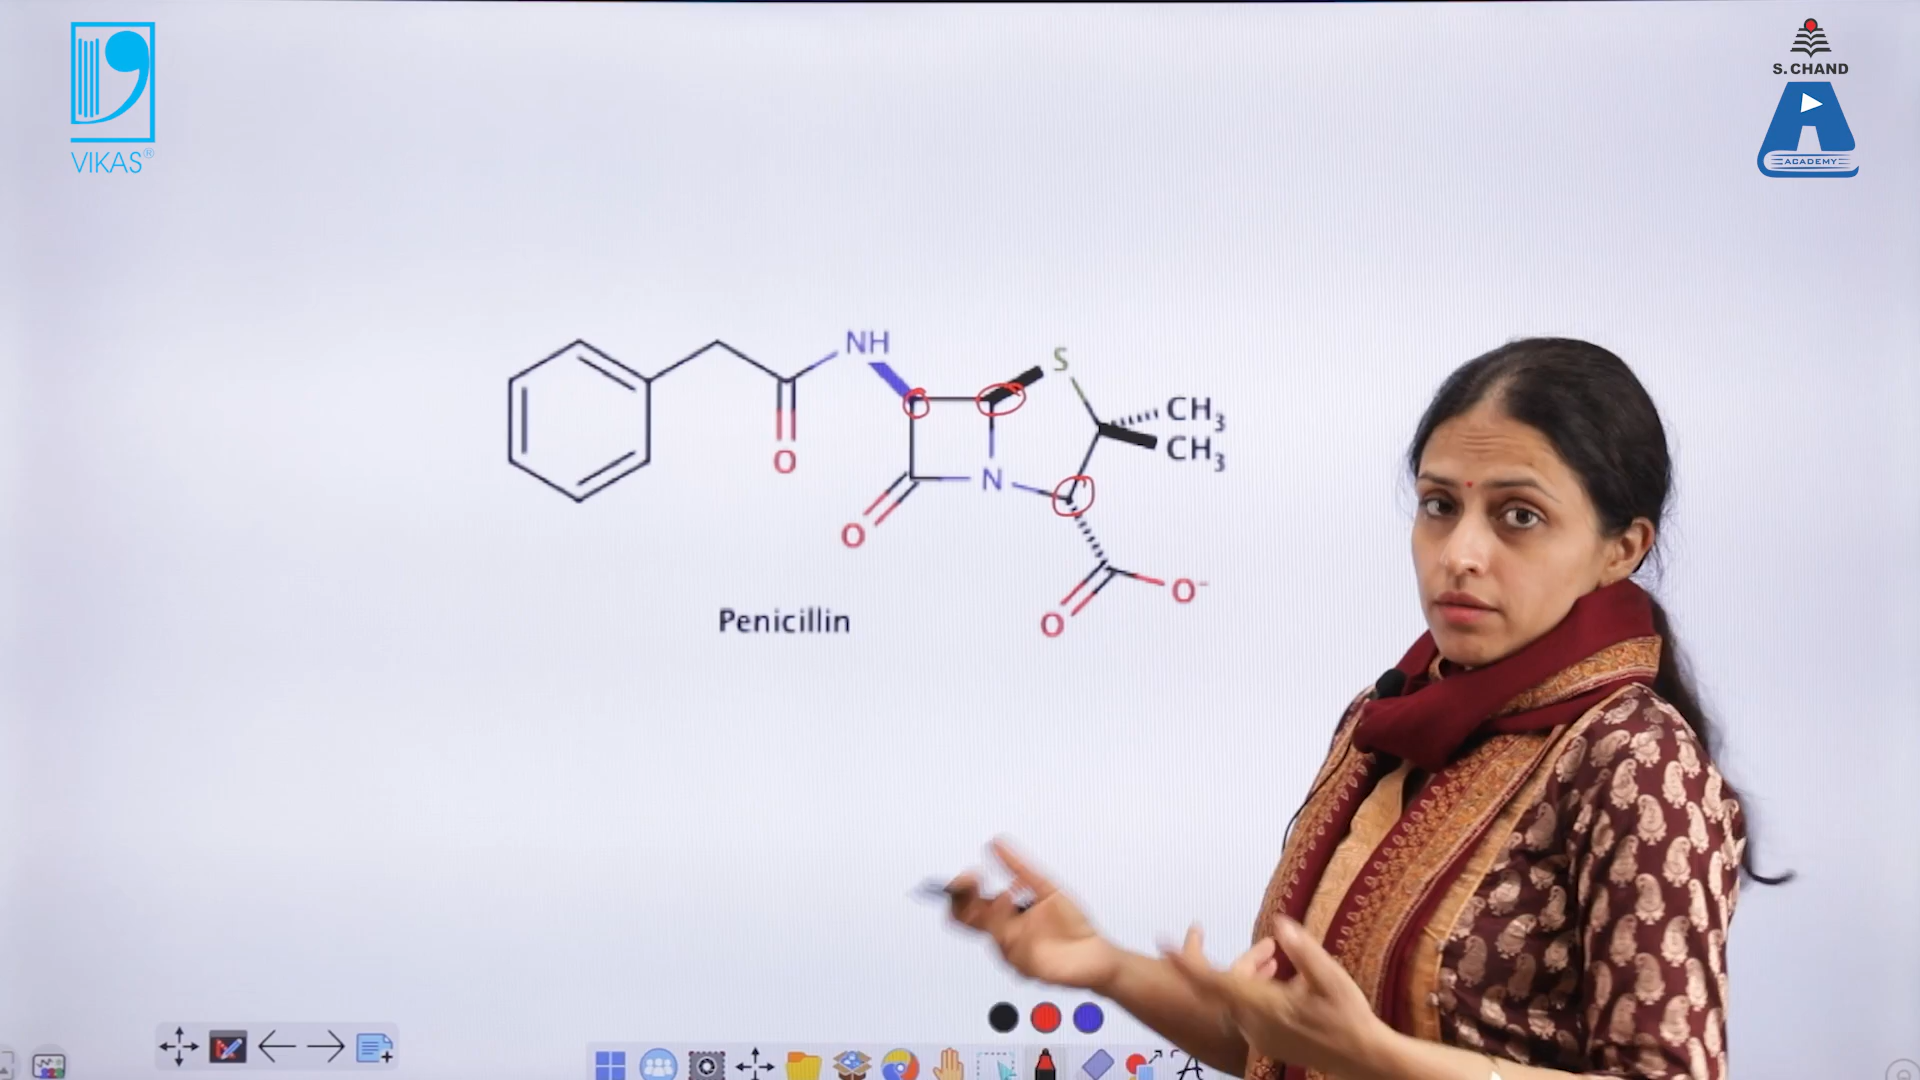 VIKAS®
S. CHAND
ACADEMY
NH
S
CH3
CH3
O
N
O
O
O-
Penicillin
A